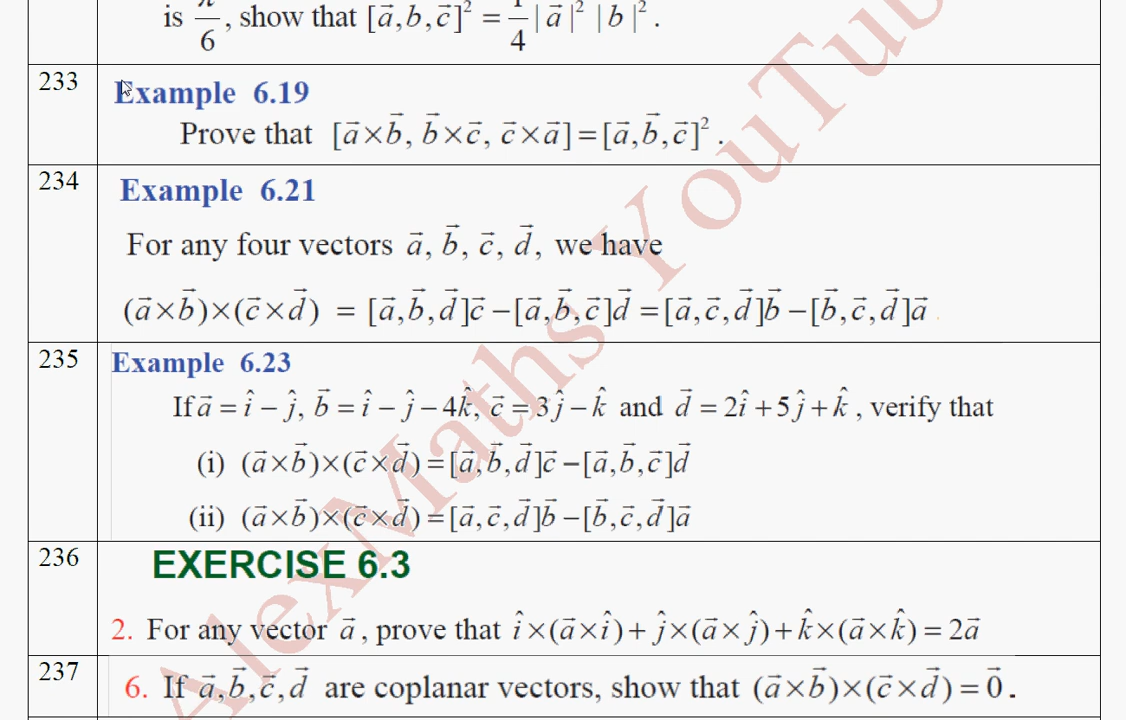 is π/6, show that [a⃗,b,c⃗]² = 1/4 |a⃗|² |b|².
233
Example 6.19
Prove that [a⃗×b⃗, b⃗×c⃗, c⃗×a⃗]=[a⃗,b⃗,c⃗]².
234
Example 6.21
For any four vectors a⃗, b⃗, c⃗, d⃗, we have
(a⃗×b⃗)×(c⃗×d⃗) = [a⃗,b⃗,d⃗]c⃗−[a⃗,b⃗,c⃗]d⃗ =[a⃗,c⃗,d⃗]b⃗−[b⃗,c⃗,d⃗]a⃗
235
Example 6.23
If a⃗ = î − ĵ, b⃗ = î − ĵ − 4k̂, c⃗ = 3ĵ − k̂ and d⃗ = 2î + 5ĵ + k̂, verify that
(i) (a⃗×b⃗)×(c⃗×d⃗)=[a⃗,b⃗,d⃗]c⃗−[a⃗,b⃗,c⃗]d⃗
(ii) (a⃗×b⃗)×(c⃗×d⃗)=[a⃗,c⃗,d⃗]b⃗−[b⃗,c⃗,d⃗]a⃗
236
EXERCISE 6.3
2. For any vector a⃗, prove that î×(a⃗×î)+ ĵ×(a⃗×ĵ)+k̂×(a⃗×k̂)=2a⃗
237
6. If a⃗,b⃗,c⃗,d⃗ are coplanar vectors, show that (a⃗×b⃗)×(c⃗×d⃗)=0⃗.
AlexMaths YouTu